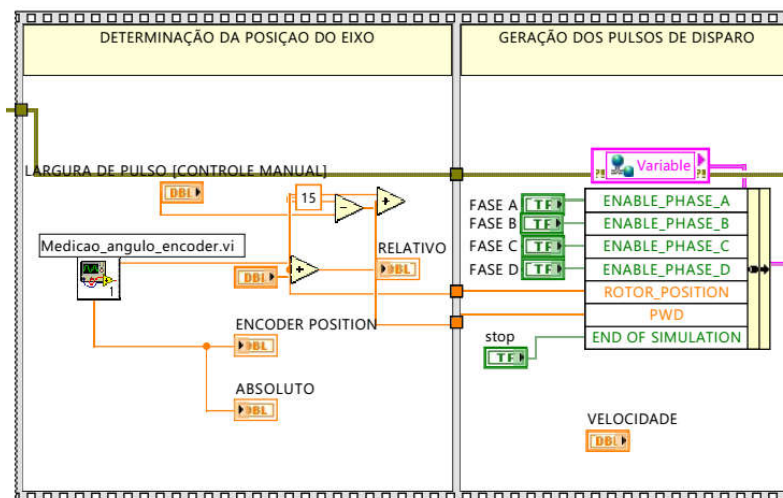 DETERMINAÇÃO DA POSIÇAO DO EIXO
GERAÇÃO DOS PULSOS DE DISPARO
LARGURA DE PULSO [CONTROLE MANUAL]
DBL
15
-
+
Medicao_angulo_encoder.vi
1
DBL
+
RELATIVO
DBL
ENCODER POSITION
DBL
ABSOLUTO
DBL
Variable
FASE A TF ENABLE_PHASE_A
FASE B TF ENABLE_PHASE_B
FASE C TF ENABLE_PHASE_C
FASE D TF ENABLE_PHASE_D
ROTOR_POSITION
PWD
stop
TF END OF SIMULATION
VELOCIDADE
DBL